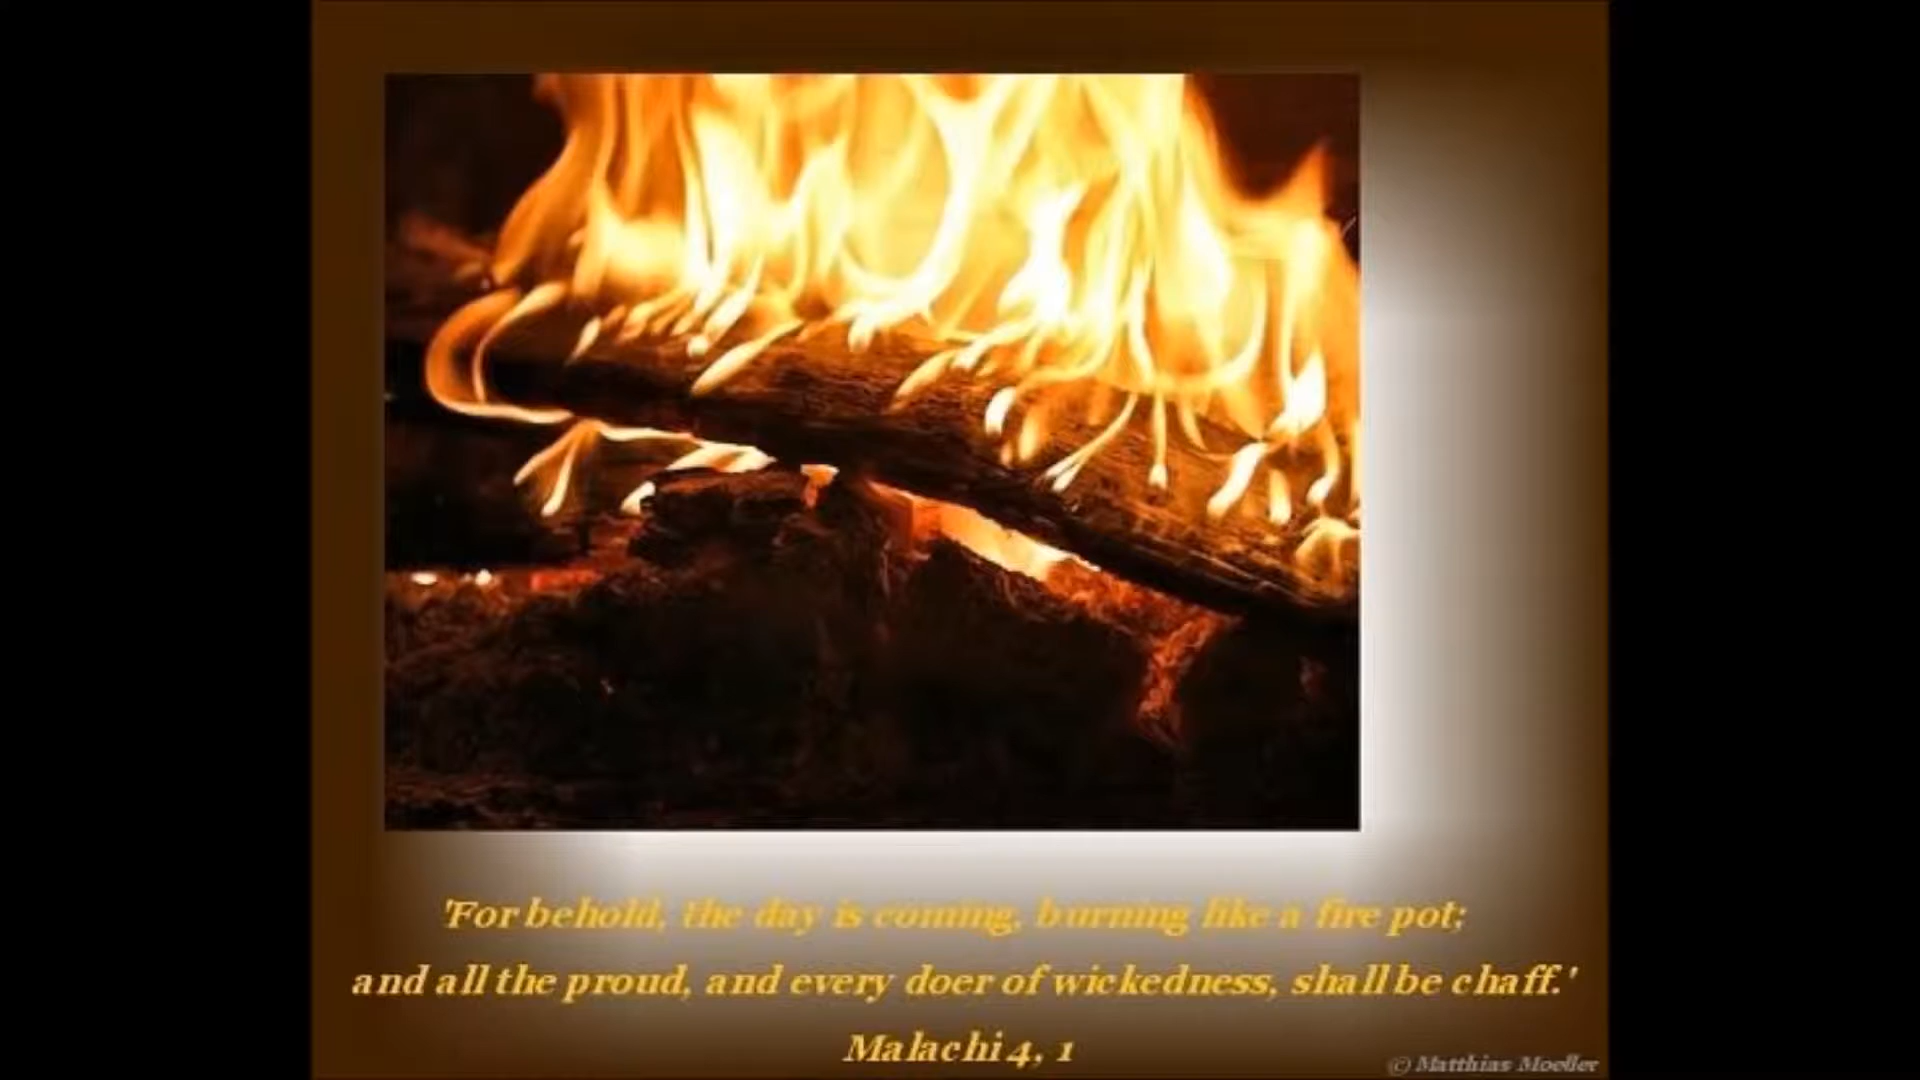 'For behold, the day is coming, burning like a fire pot;
and all the proud, and every doer of wickedness, shall be chaff.'
Malachi 4, 1
© Matthias Moeller